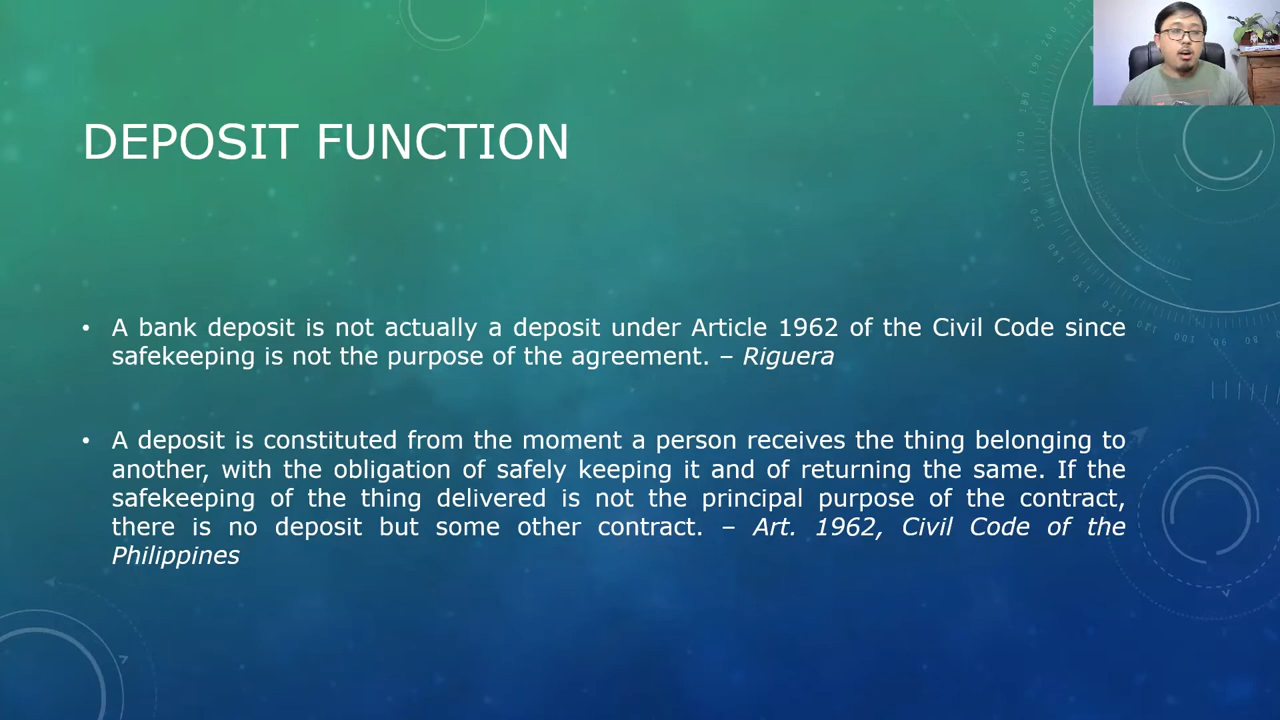 DEPOSIT FUNCTION
• A bank deposit is not actually a deposit under Article 1962 of the Civil Code since
safekeeping is not the purpose of the agreement. – Riguera
• A deposit is constituted from the moment a person receives the thing belonging to
another, with the obligation of safely keeping it and of returning the same. If the
safekeeping of the thing delivered is not the principal purpose of the contract,
there is no deposit but some other contract. – Art. 1962, Civil Code of the
Philippines